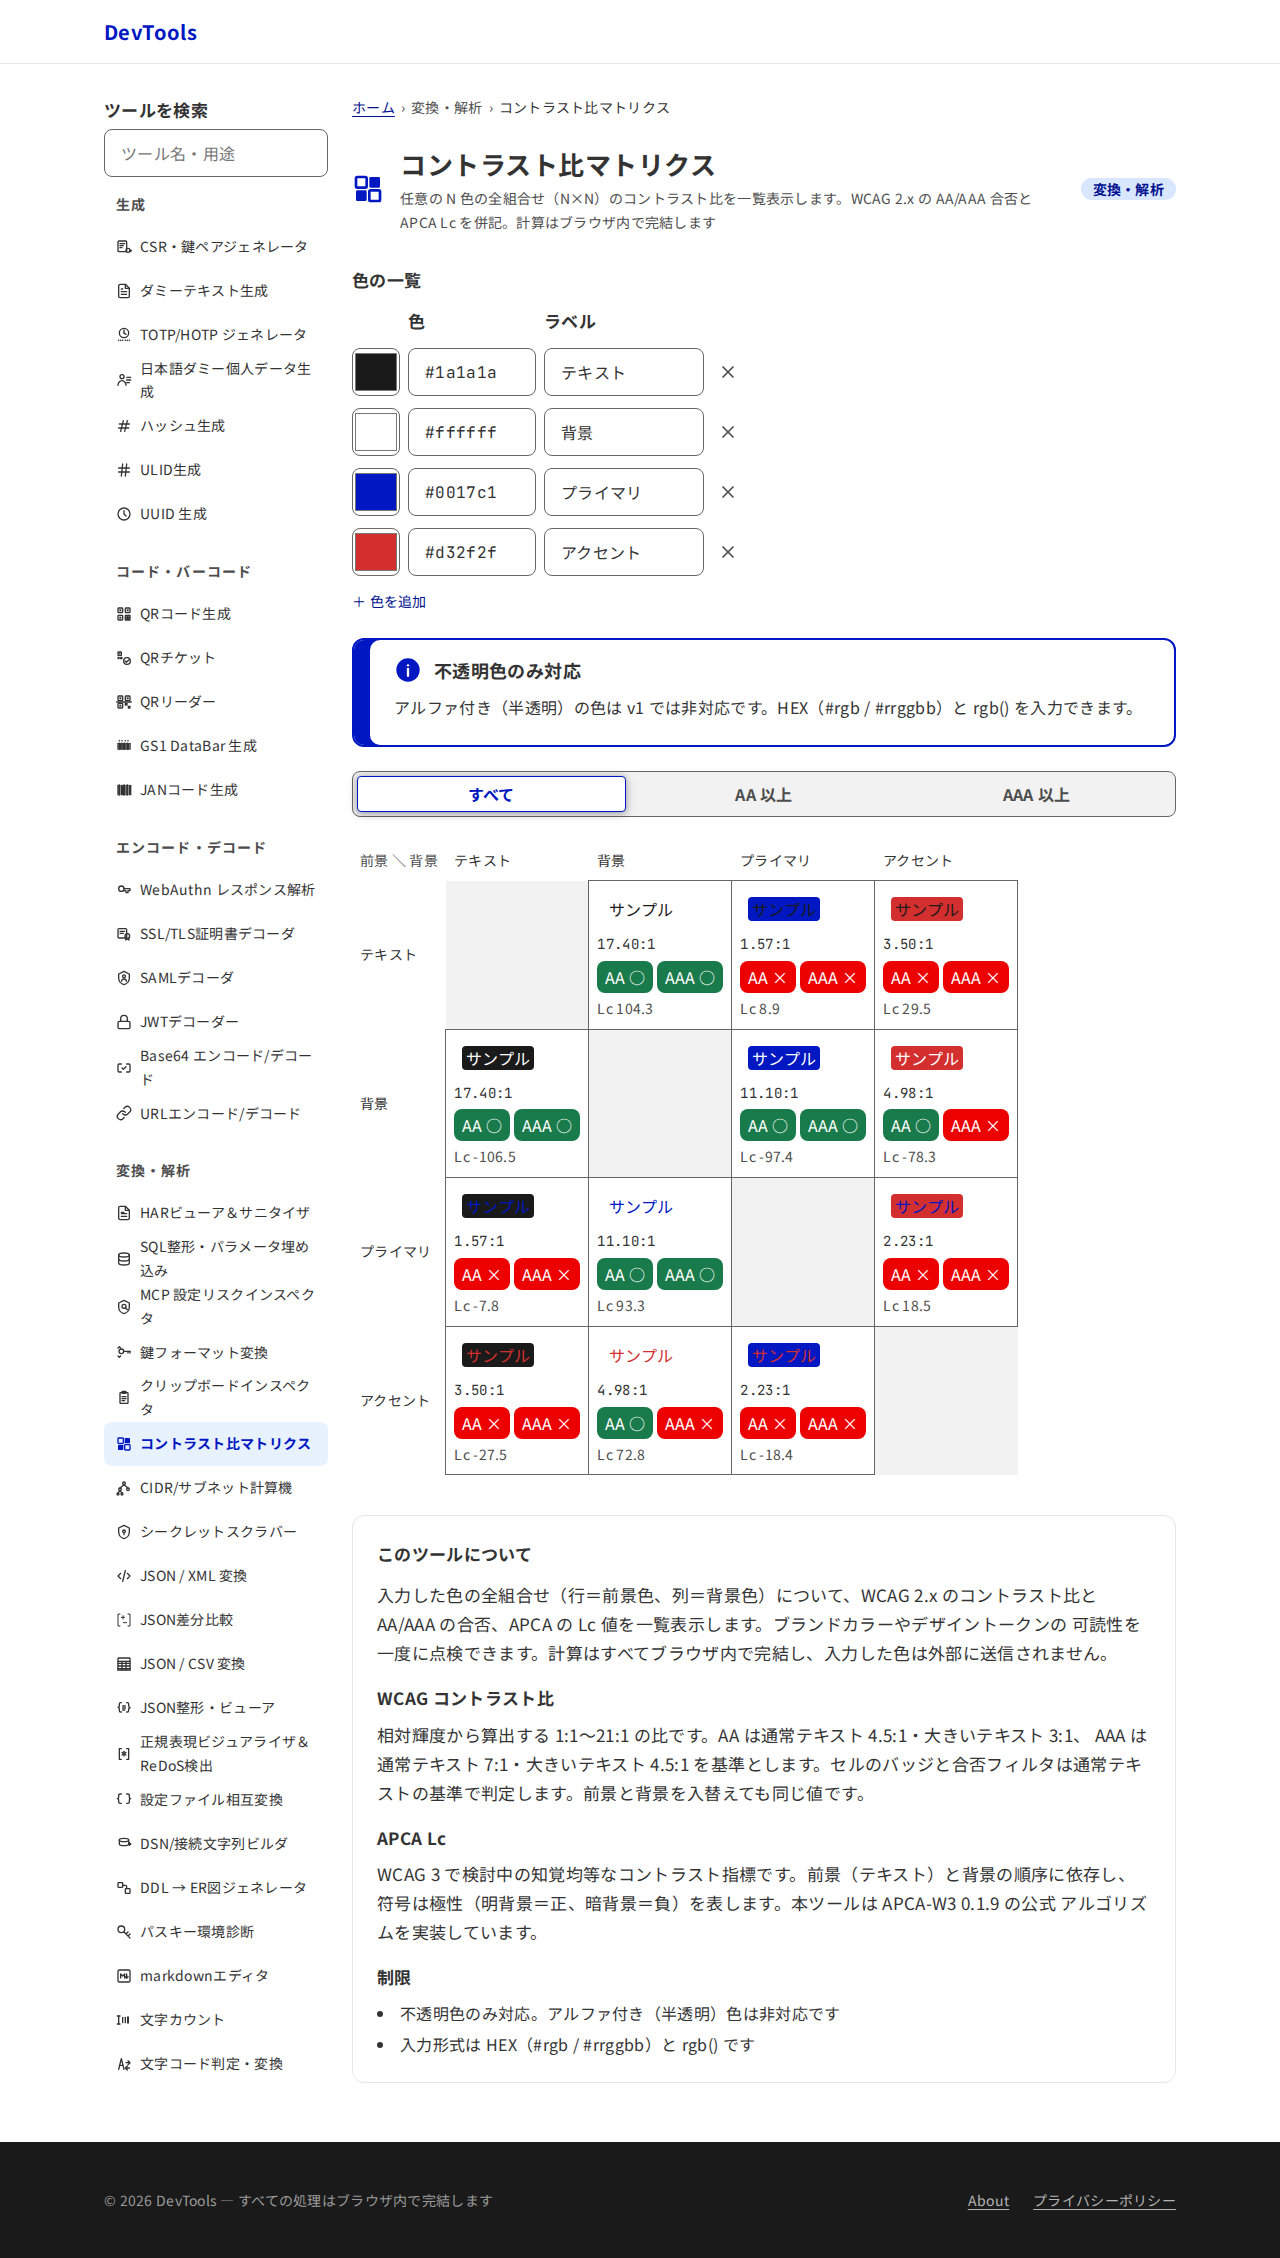 DevTools
ツールを検索
ツール名・用途
生成
CSR・鍵ペアジェネレータ
ダミーテキスト生成
TOTP/HOTP ジェネレータ
日本語ダミー個人データ生
成
ハッシュ生成
ULID生成
UUID 生成
コード・バーコード
QRコード生成
QRチケット
QRリーダー
GS1 DataBar 生成
JANコード生成
エンコード・デコード
WebAuthn レスポンス解析
SSL/TLS証明書デコーダ
SAMLデコーダ
JWTデコーダー
Base64 エンコード/デコー
ド
URLエンコード/デコード
変換・解析
HARビューア＆サニタイザ
SQL整形・パラメータ埋め
込み
MCP 設定リスクインスペク
タ
鍵フォーマット変換
クリップボードインスペク
タ
コントラスト比マトリクス
CIDR/サブネット計算機
シークレットスクラバー
JSON / XML 変換
JSON差分比較
JSON / CSV 変換
JSON整形・ビューア
正規表現ビジュアライザ＆
ReDoS検出
設定ファイル相互変換
DSN/接続文字列ビルダ
DDL → ER図ジェネレータ
パスキー環境診断
markdownエディタ
文字カウント
文字コード判定・変換
ホーム › 変換・解析 › コントラスト比マトリクス
コントラスト比マトリクス
任意の N 色の全組合せ（N×N）のコントラスト比を一覧表示します。WCAG 2.x の AA/AAA 合否と
APCA Lc を併記。計算はブラウザ内で完結します
変換・解析
色の一覧
色 ラベル
#1a1a1a テキスト ×
#ffffff 背景 ×
#0017c1 プライマリ ×
#d32f2f アクセント ×
＋ 色を追加
不透明色のみ対応
アルファ付き（半透明）の色は v1 では非対応です。HEX（#rgb / #rrggbb）と rgb() を入力できます。
すべて AA 以上 AAA 以上
前景 ＼ 背景 テキスト 背景 プライマリ アクセント
テキスト
サンプル サンプル サンプル
17.40:1 1.57:1 3.50:1
AA 〇 AAA 〇 AA × AAA × AA × AAA ×
Lc 104.3 Lc 8.9 Lc 29.5
背景
サンプル サンプル サンプル
17.40:1 11.10:1 4.98:1
AA 〇 AAA 〇 AA 〇 AAA 〇 AA 〇 AAA ×
Lc -106.5 Lc -97.4 Lc -78.3
プライマリ
サンプル サンプル サンプル
1.57:1 11.10:1 2.23:1
AA × AAA × AA 〇 AAA 〇 AA × AAA ×
Lc -7.8 Lc 93.3 Lc 18.5
アクセント
サンプル サンプル サンプル
3.50:1 4.98:1 2.23:1
AA × AAA × AA 〇 AAA × AA × AAA ×
Lc -27.5 Lc 72.8 Lc -18.4
このツールについて
入力した色の全組合せ（行＝前景色、列＝背景色）について、WCAG 2.x のコントラスト比と
AA/AAA の合否、APCA の Lc 値を一覧表示します。ブランドカラーやデザイントークンの 可読性を
一度に点検できます。計算はすべてブラウザ内で完結し、入力した色は外部に送信されません。
WCAG コントラスト比
相対輝度から算出する 1:1〜21:1 の比です。AA は通常テキスト 4.5:1・大きいテキスト 3:1、 AAA は
通常テキスト 7:1・大きいテキスト 4.5:1 を基準とします。セルのバッジと合否フィルタは通常テキ
ストの基準で判定します。前景と背景を入替えても同じ値です。
APCA Lc
WCAG 3 で検討中の知覚均等なコントラスト指標です。前景（テキスト）と背景の順序に依存し、
符号は極性（明背景＝正、暗背景＝負）を表します。本ツールは APCA-W3 0.1.9 の公式 アルゴリズ
ムを実装しています。
制限
• 不透明色のみ対応。アルファ付き（半透明）色は非対応です
• 入力形式は HEX（#rgb / #rrggbb）と rgb() です
© 2026 DevTools — すべての処理はブラウザ内で完結します
About プライバシーポリシー